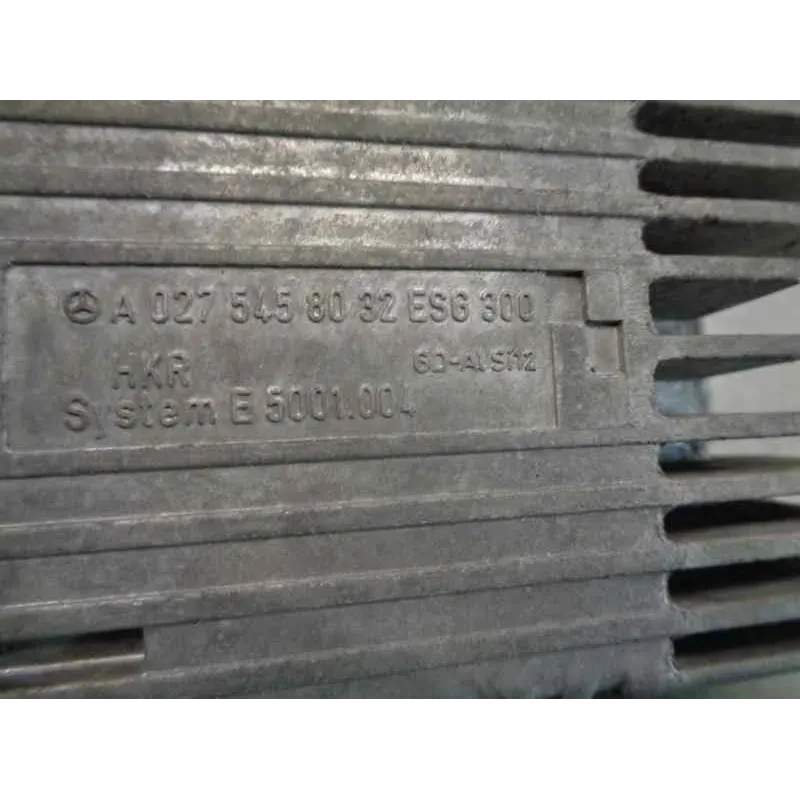 A 027 545 80 32 ESG 300
HKR
System E 5001.004